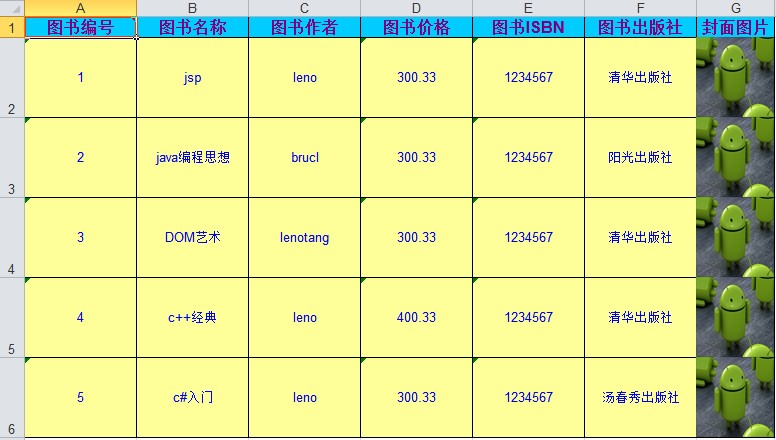 A B C D E F G
1 图书编号 图书名称 图书作者 图书价格 图书ISBN 图书出版社 封面图片
2 1 jsp leno 300.33 1234567 清华出版社
3 2 java编程思想 brucl 300.33 1234567 阳光出版社
4 3 DOM艺术 lenotang 300.33 1234567 清华出版社
5 4 c++经典 leno 400.33 1234567 清华出版社
6 5 c#入门 leno 300.33 1234567 汤春秀出版社